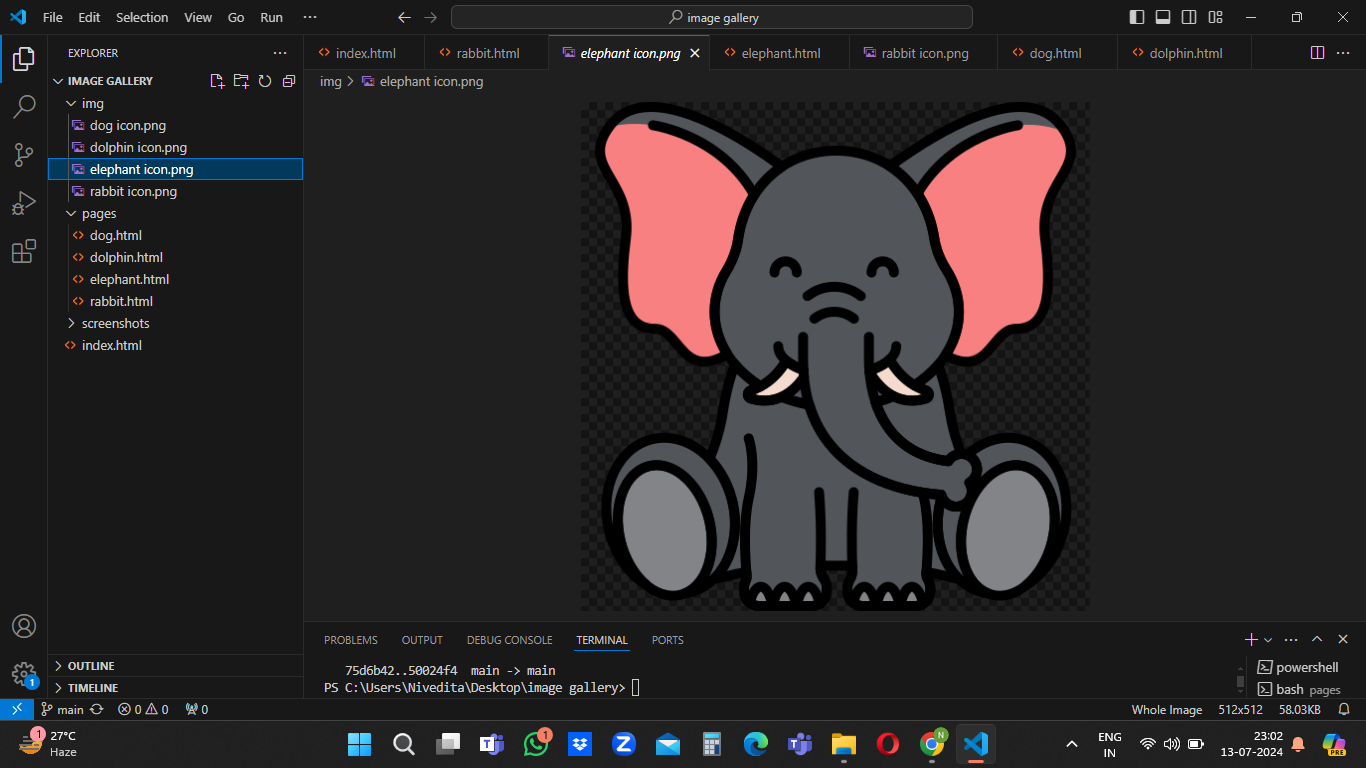 File Edit Selection View Go Run ··· image gallery
EXPLORER ···
IMAGE GALLERY
img
dog icon.png
dolphin icon.png
elephant icon.png
rabbit icon.png
pages
dog.html
dolphin.html
elephant.html
rabbit.html
screenshots
index.html
OUTLINE
TIMELINE
index.html rabbit.html elephant icon.png elephant.html rabbit icon.png dog.html dolphin.html ···
img > elephant icon.png
PROBLEMS OUTPUT DEBUG CONSOLE TERMINAL PORTS
75d6b42..50024f4 main -> main
PS C:\Users\Nivedita\Desktop\image gallery>
powershell
bash pages
1
main 0 0 0 Whole Image 512x512 58.03KB
1 27°C
Haze
1
N
ENG
IN
23:02
13-07-2024
PRE